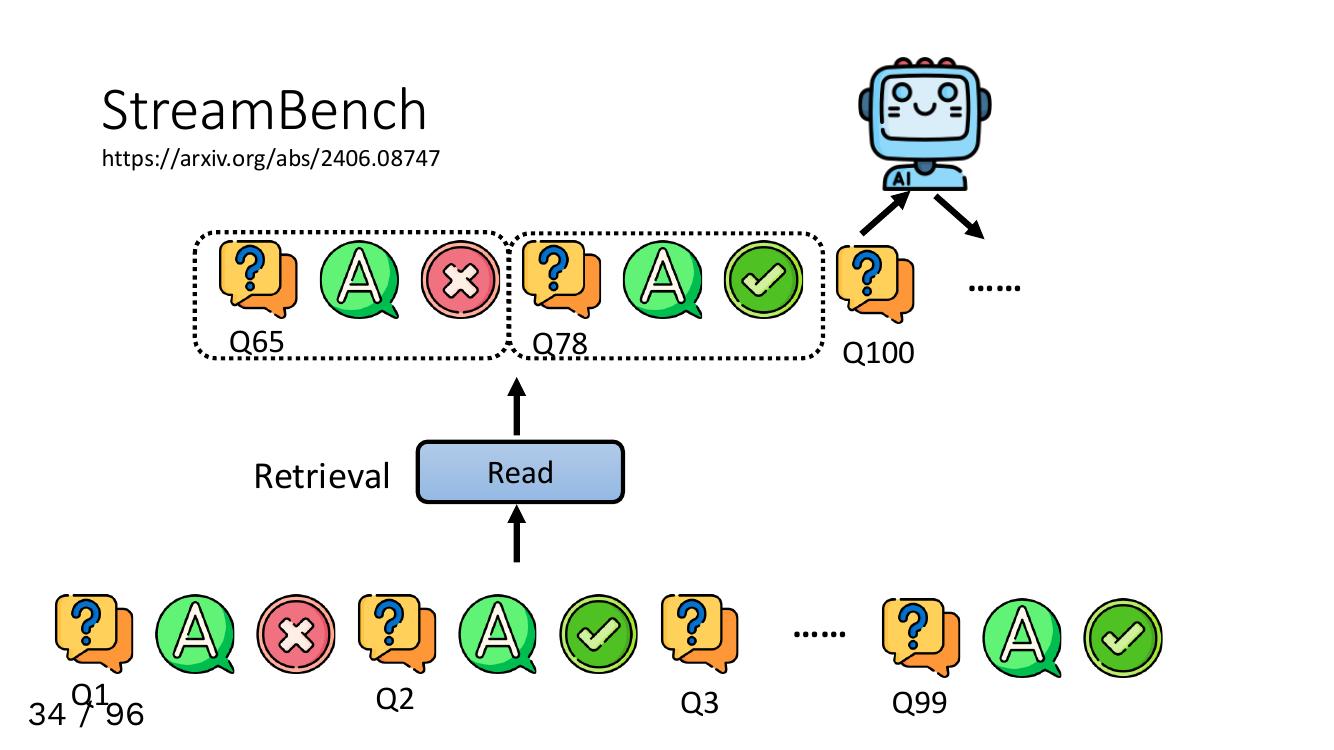 StreamBench
https://arxiv.org/abs/2406.08747
AI
? A ? A ?
Q65 Q78 Q100
......
Retrieval Read
? A ? A ? ...... ? A
Q1 Q2 Q3 Q99
34 / 96